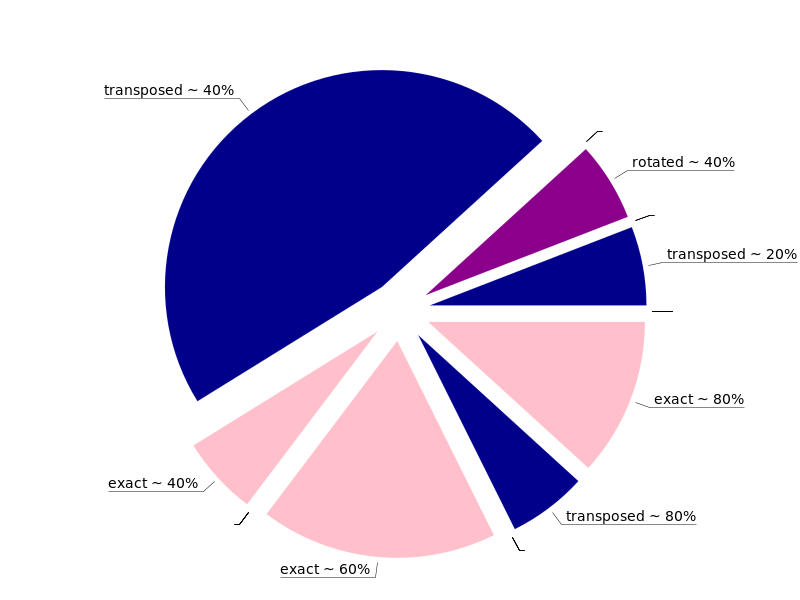 transposed ~ 40%
rotated ~ 40%
transposed ~ 20%
exact ~ 80%
exact ~ 40%
transposed ~ 80%
exact ~ 60%